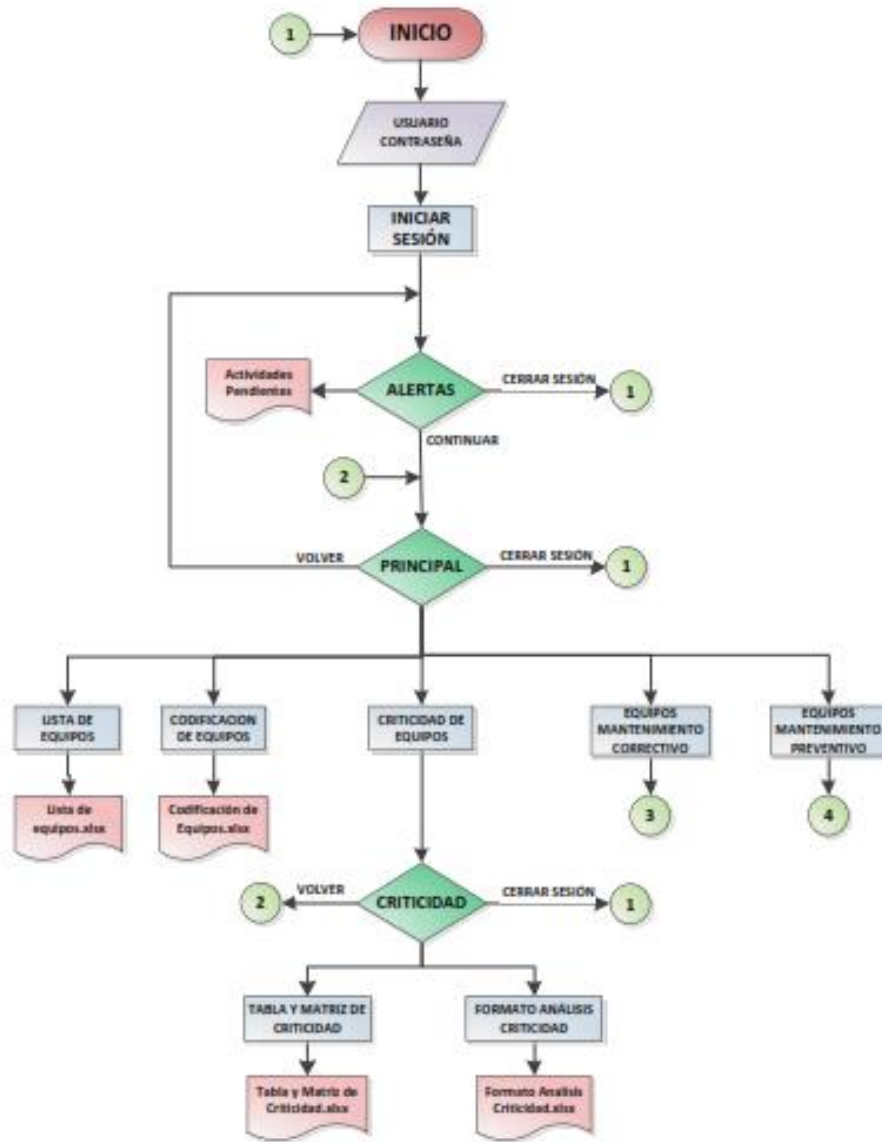 1
INICIO
USUARIO
CONTRASEÑA
INICIAR
SESIÓN
Actividades
Pendientes
ALERTAS
CERRAR SESIÓN
1
CONTINUAR
2
VOLVER
PRINCIPAL
CERRAR SESIÓN
1
LISTA DE
EQUIPOS
CODIFICACION
DE EQUIPOS
CRITICIDAD DE
EQUIPOS
EQUIPOS
MANTENIMIENTO
CORRECTIVO
EQUIPOS
MANTENIMIENTO
PREVENTIVO
Lista de
equipos.xlsx
Codificación de
Equipos.xlsx
3
4
2
VOLVER
CRITICIDAD
CERRAR SESIÓN
1
TABLA Y MATRIZ DE
CRITICIDAD
FORMATO ANÁLISIS
CRITICIDAD
Tabla y Matriz de
Criticidad.xlsx
Formato Analisis
Criticidad.xlsx